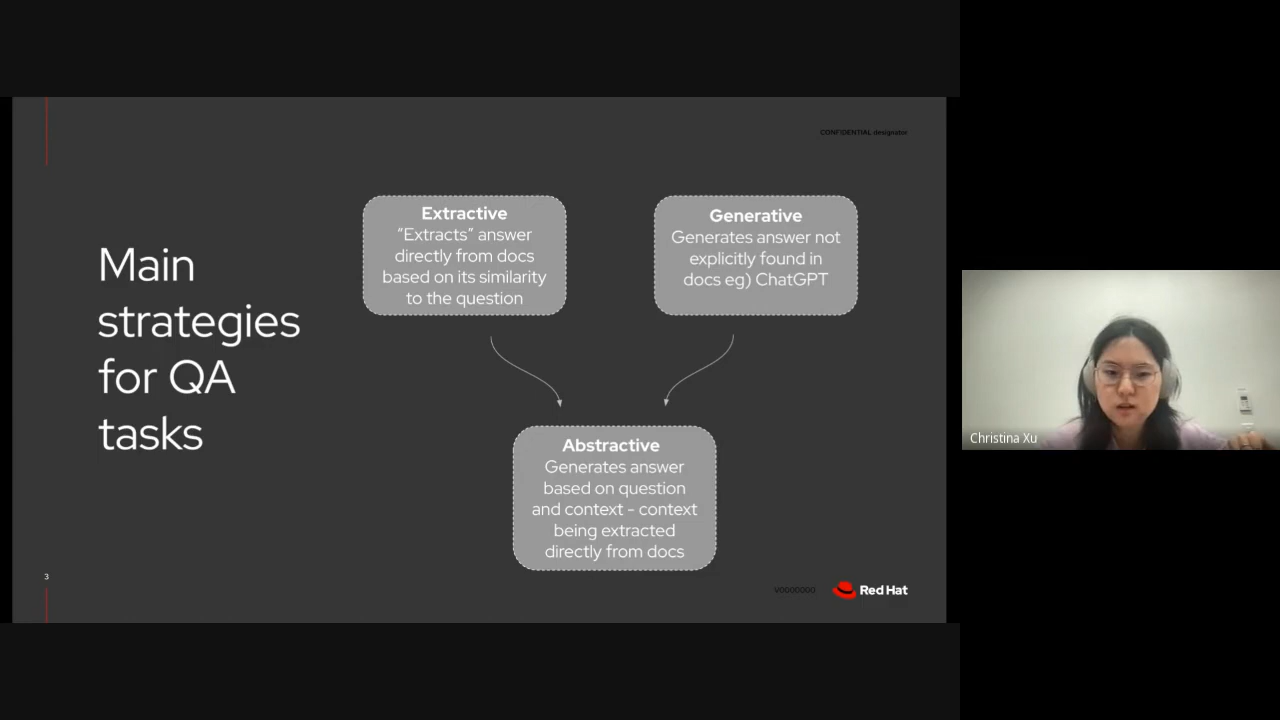 CONFIDENTIAL designator
Main
strategies
for QA
tasks
Extractive
“Extracts” answer
directly from docs
based on its similarity
to the question
Generative
Generates answer not
explicitly found in
docs eg) ChatGPT
Abstractive
Generates answer
based on question
and context - context
being extracted
directly from docs
3
V0000000
Red Hat
Christina Xu